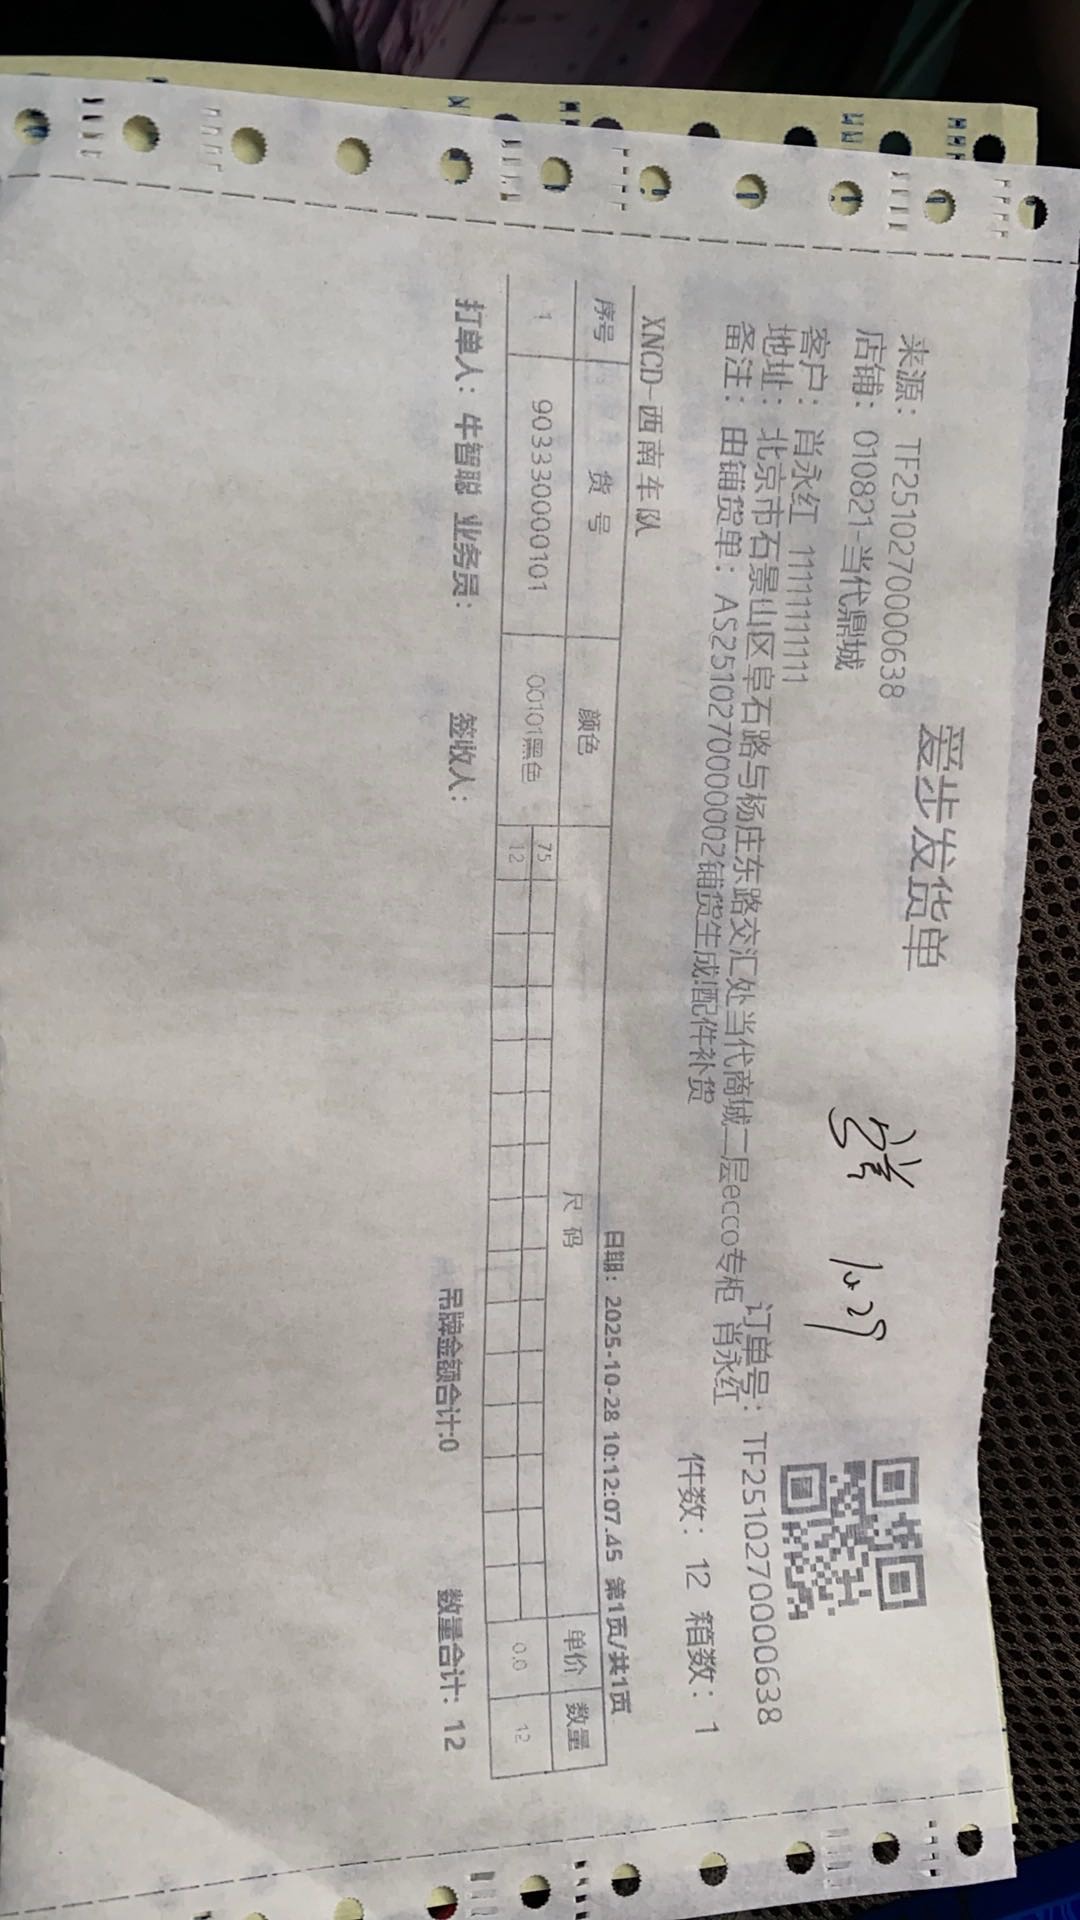 爱步发货单
来源：TF2510270000638
店铺：010821-当代鼎城
10.29
客户：肖永红 1111111111
订单号：TF2510270000638
地址：北京市石景山区阜石路与杨庄东路交汇处当代商城二层ecco专柜 肖永红
备注：由铺货单：AS2510270000002铺货生成!配件补货
件数：12 箱数：1
XNCD-西南车队
日期：2025-10-28 10:12:07.45 第1页/共1页
序号 货号 颜色 尺码 单价 数量
75
1 903330000101 00101黑色 12 0.0 12
打单人：牛智聪 业务员： 签收人： 吊牌金额合计:0 数量合计：12